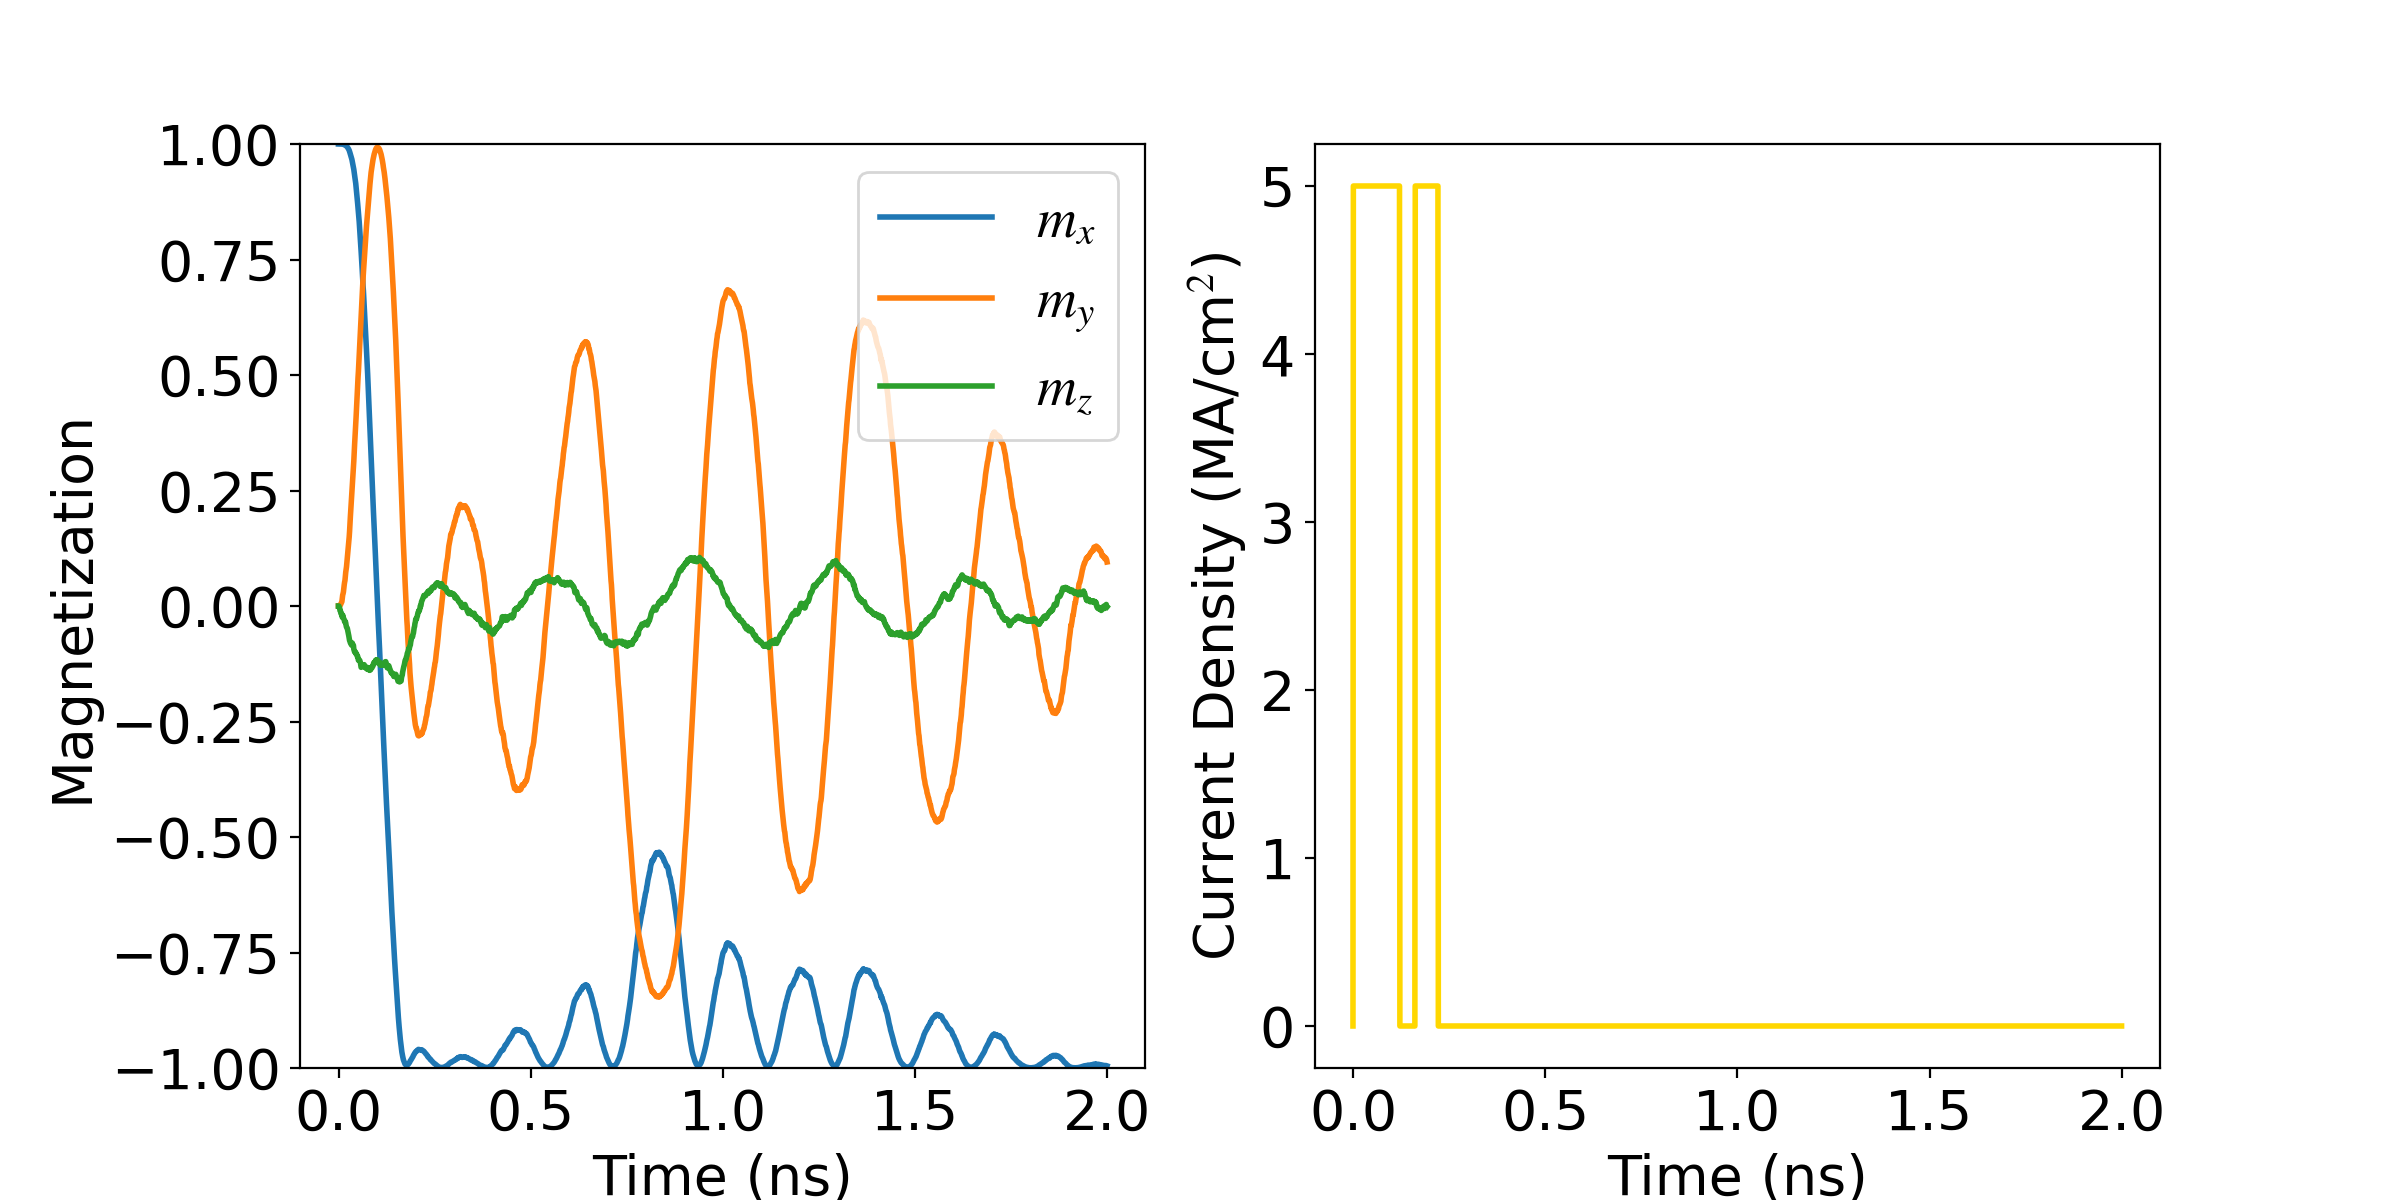 Magnetization
1.00
0.75
0.50
0.25
0.00
−0.25
−0.50
−0.75
−1.00
0.0 0.5 1.0 1.5 2.0
Time (ns)
m_x
m_y
m_z
Current Density (MA/cm²)
5
4
3
2
1
0
0.0 0.5 1.0 1.5 2.0
Time (ns)